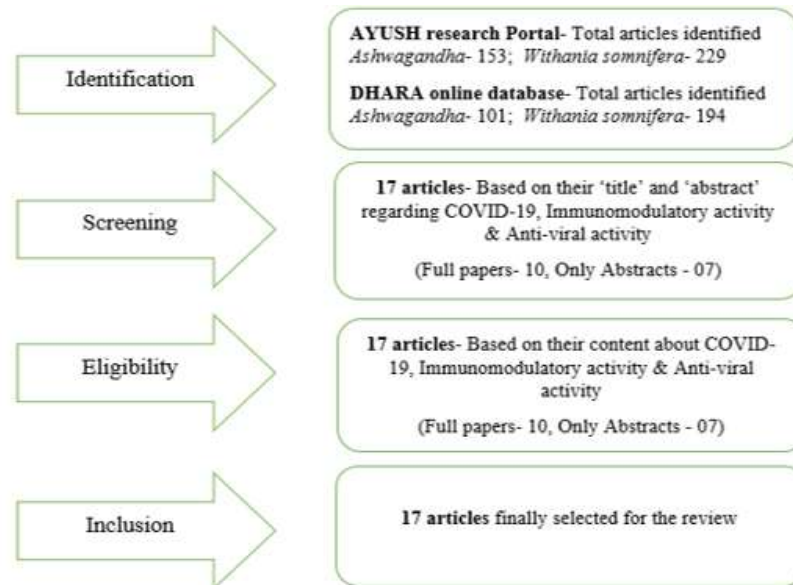 Identification
AYUSH research Portal- Total articles identified
Ashwagandha- 153; Withania somnifera- 229
DHARA online database- Total articles identified
Ashwagandha- 101; Withania somnifera- 194
Screening
17 articles- Based on their ‘title’ and ‘abstract’
regarding COVID-19, Immunomodulatory activity
& Anti-viral activity
(Full papers- 10, Only Abstracts - 07)
Eligibility
17 articles- Based on their content about COVID-
19, Immunomodulatory activity & Anti-viral
activity
(Full papers- 10, Only Abstracts - 07)
Inclusion
17 articles finally selected for the review